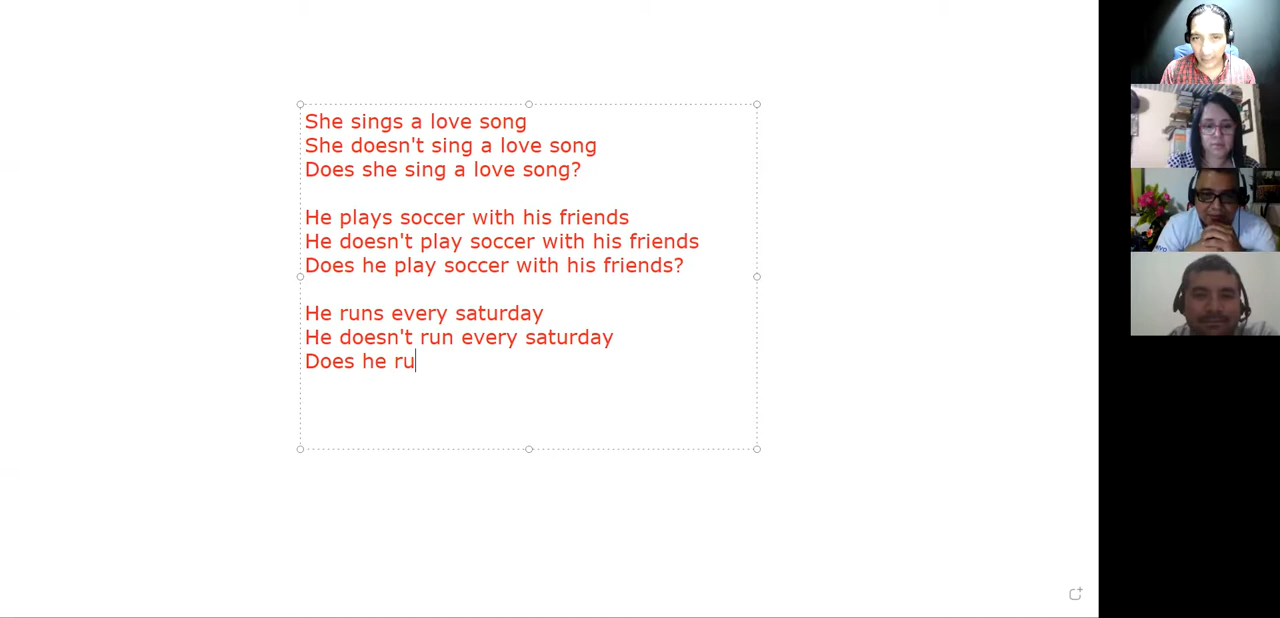 She sings a love song
She doesn't sing a love song
Does she sing a love song?
He plays soccer with his friends
He doesn't play soccer with his friends
Does he play soccer with his friends?
He runs every saturday
He doesn't run every saturday
Does he ru